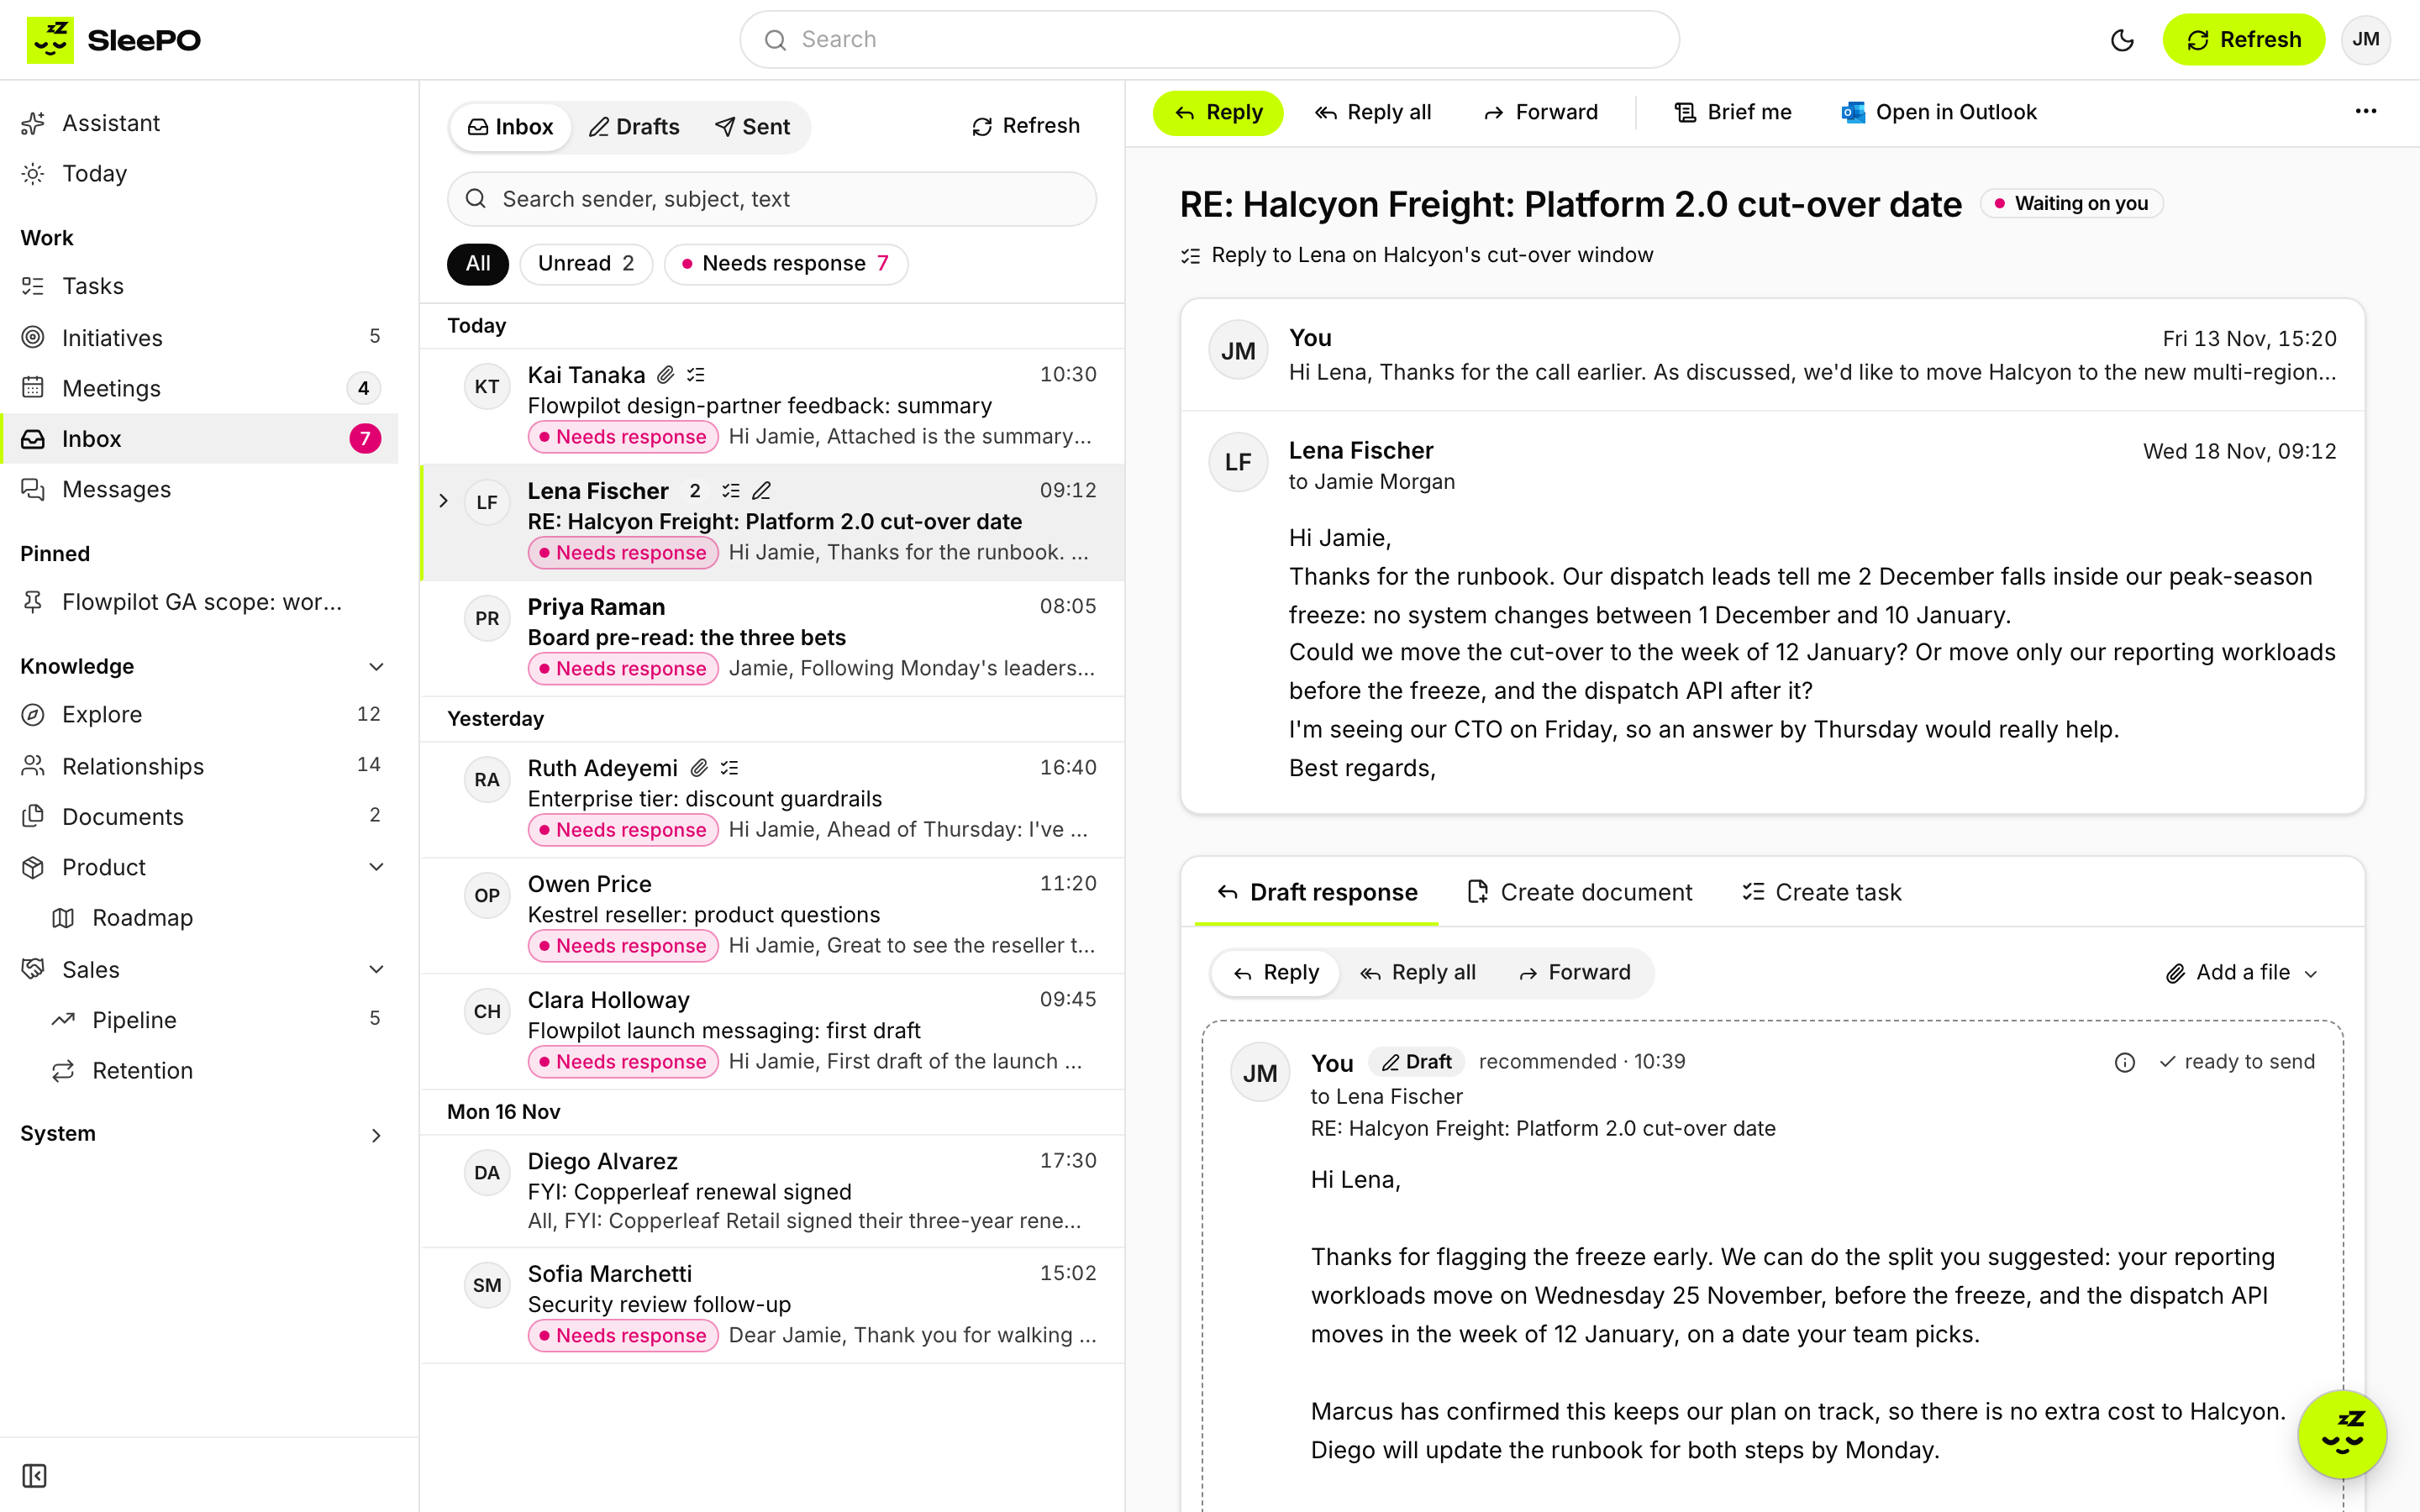 SleePO
Search
Refresh
JM
Assistant
Today
Work
Tasks
Initiatives 5
Meetings 4
Inbox 7
Messages
Pinned
Flowpilot GA scope: wor...
Knowledge
Explore 12
Relationships 14
Documents 2
Product
Roadmap
Sales
Pipeline 5
Retention
System
Inbox Drafts Sent
Refresh
Search sender, subject, text
All Unread 2 Needs response 7
Today
KT
Kai Tanaka 10:30
Flowpilot design-partner feedback: summary
Needs response Hi Jamie, Attached is the summary...
LF
Lena Fischer 2 09:12
RE: Halcyon Freight: Platform 2.0 cut-over date
Needs response Hi Jamie, Thanks for the runbook. ...
PR
Priya Raman 08:05
Board pre-read: the three bets
Needs response Jamie, Following Monday's leaders...
Yesterday
RA
Ruth Adeyemi 16:40
Enterprise tier: discount guardrails
Needs response Hi Jamie, Ahead of Thursday: I've ...
OP
Owen Price 11:20
Kestrel reseller: product questions
Needs response Hi Jamie, Great to see the reseller t...
CH
Clara Holloway 09:45
Flowpilot launch messaging: first draft
Needs response Hi Jamie, First draft of the launch ...
Mon 16 Nov
DA
Diego Alvarez 17:30
FYI: Copperleaf renewal signed
All, FYI: Copperleaf Retail signed their three-year rene...
SM
Sofia Marchetti 15:02
Security review follow-up
Needs response Dear Jamie, Thank you for walking ...
Reply Reply all Forward Brief me Open in Outlook
RE: Halcyon Freight: Platform 2.0 cut-over date Waiting on you
Reply to Lena on Halcyon's cut-over window
JM
You Fri 13 Nov, 15:20
Hi Lena, Thanks for the call earlier. As discussed, we'd like to move Halcyon to the new multi-region...
LF
Lena Fischer Wed 18 Nov, 09:12
to Jamie Morgan
Hi Jamie,
Thanks for the runbook. Our dispatch leads tell me 2 December falls inside our peak-season
freeze: no system changes between 1 December and 10 January.
Could we move the cut-over to the week of 12 January? Or move only our reporting workloads
before the freeze, and the dispatch API after it?
I'm seeing our CTO on Friday, so an answer by Thursday would really help.
Best regards,
Draft response Create document Create task
Reply Reply all Forward Add a file
JM
You Draft recommended · 10:39 ready to send
to Lena Fischer
RE: Halcyon Freight: Platform 2.0 cut-over date
Hi Lena,
Thanks for flagging the freeze early. We can do the split you suggested: your reporting
workloads move on Wednesday 25 November, before the freeze, and the dispatch API
moves in the week of 12 January, on a date your team picks.
Marcus has confirmed this keeps our plan on track, so there is no extra cost to Halcyon.
Diego will update the runbook for both steps by Monday.